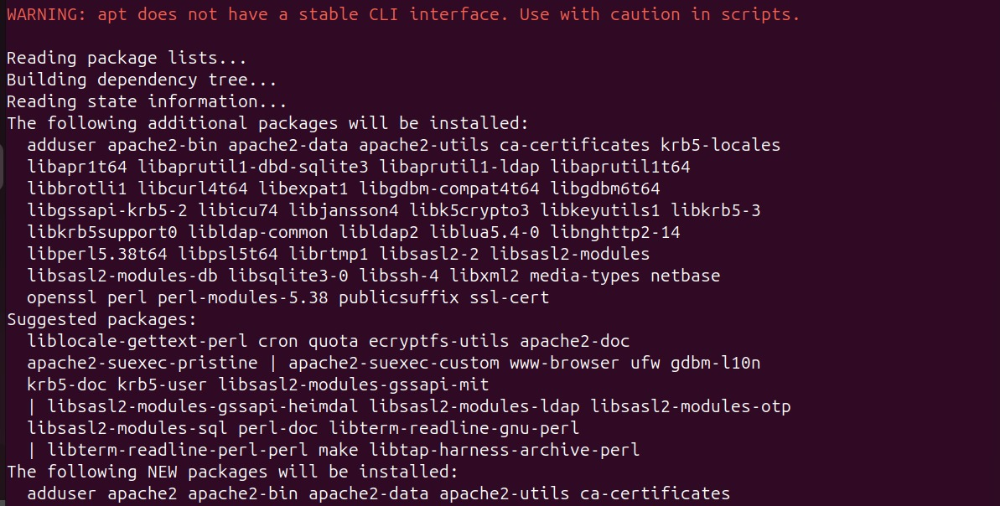 WARNING: apt does not have a stable CLI interface. Use with caution in scripts.
Reading package lists...
Building dependency tree...
Reading state information...
The following additional packages will be installed:
adduser apache2-bin apache2-data apache2-utils ca-certificates krb5-locales
libapr1t64 libaprutil1-dbd-sqlite3 libaprutil1-ldap libaprutil1t64
libbrotli1 libcurl4t64 libexpat1 libgdbm-compat4t64 libgdbm6t64
libgssapi-krb5-2 libicu74 libjansson4 libk5crypto3 libkeyutils1 libkrb5-3
libkrb5support0 libldap-common libldap2 liblua5.4-0 libnghttp2-14
libperl5.38t64 libpsl5t64 librtmp1 libsasl2-2 libsasl2-modules
libsasl2-modules-db libsqlite3-0 libssh-4 libxml2 media-types netbase
openssl perl perl-modules-5.38 publicsuffix ssl-cert
Suggested packages:
liblocale-gettext-perl cron quota ecryptfs-utils apache2-doc
apache2-suexec-pristine | apache2-suexec-custom www-browser ufw gdbm-l10n
krb5-doc krb5-user libsasl2-modules-gssapi-mit
| libsasl2-modules-gssapi-heimdal libsasl2-modules-ldap libsasl2-modules-otp
libsasl2-modules-sql perl-doc libterm-readline-gnu-perl
| libterm-readline-perl-perl make libtap-harness-archive-perl
The following NEW packages will be installed:
adduser apache2 apache2-bin apache2-data apache2-utils ca-certificates